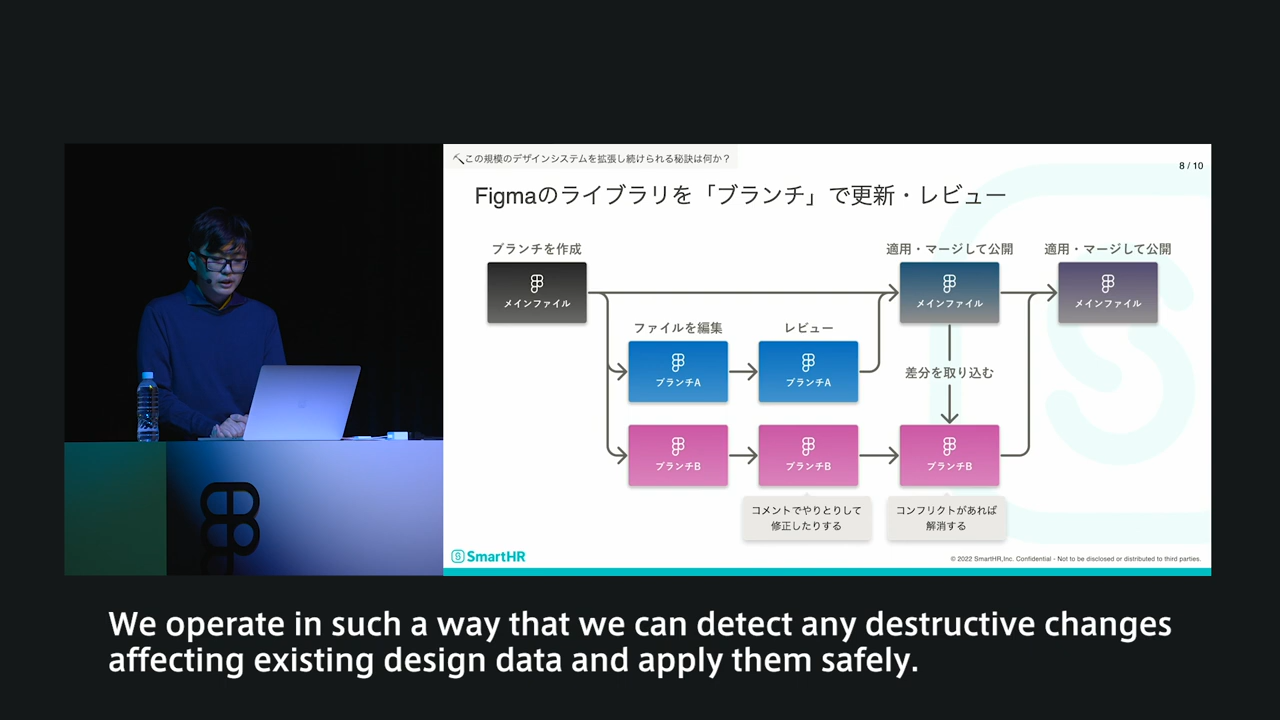 ⛏この規模のデザインシステムを拡張し続けられる秘訣は何か？
8 / 10
Figmaのライブラリを「ブランチ」で更新・レビュー
ブランチを作成
適用・マージして公開
適用・マージして公開
メインファイル
メインファイル
メインファイル
ファイルを編集
レビュー
ブランチA
ブランチA
差分を取り込む
ブランチB
ブランチB
ブランチB
コメントでやりとりして
修正したりする
コンフリクトがあれば
解消する
SmartHR
© 2022 SmartHR,Inc. Confidential - Not to be disclosed or distributed to third parties.
We operate in such a way that we can detect any destructive changes
affecting existing design data and apply them safely.